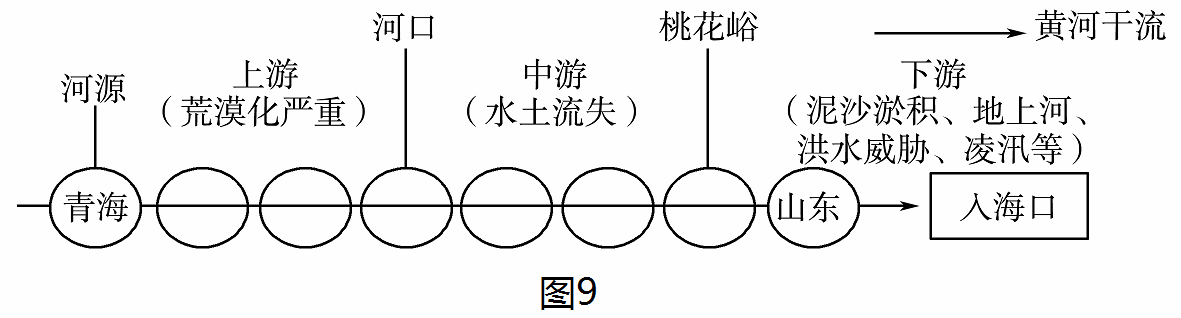 河源
上游
（荒漠化严重）
河口
中游
（水土流失）
桃花峪
黄河干流
下游
（泥沙淤积、地上河、
洪水威胁、凌汛等）
青海
山东
入海口
图9